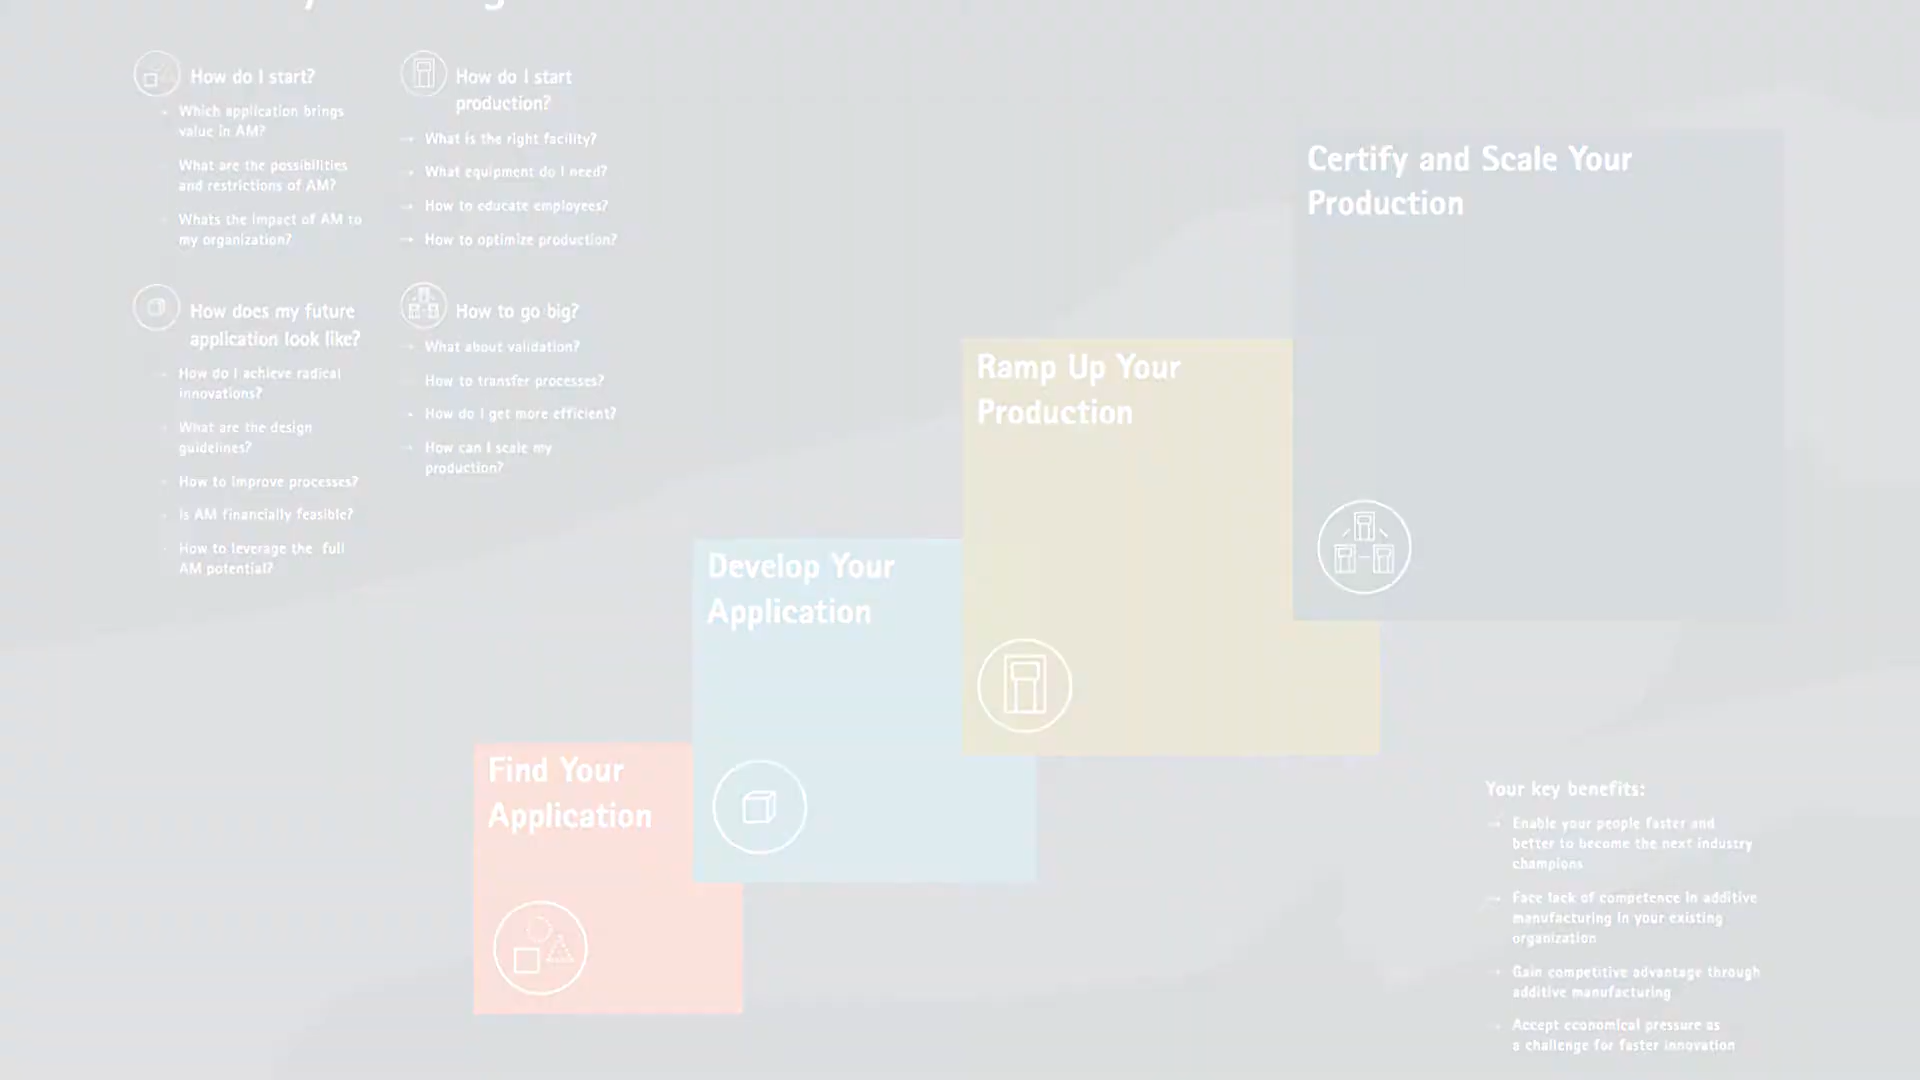 How do I start?
Which application brings
value in AM?
What are the possibilities
and restrictions of AM?
Whats the impact of AM to
my organization?
How do I start
production?
→ What is the right facility?
→ What equipment do I need?
→ How to educate employees?
→ How to optimize production?
How does my future
application look like?
How do I achieve radical
innovations?
What are the design
guidelines?
How to improve processes?
Is AM financially feasible?
How to leverage the full
AM potential?
How to go big?
→ What about validation?
How to transfer processes?
→ How do I get more efficient?
→ How can I scale my
production?
Certify and Scale Your
Production
Ramp Up Your
Production
Develop Your
Application
Find Your
Application
Your key benefits:
→ Enable your people faster and
better to become the next industry
champions
→ Face lack of competence in additive
manufacturing in your existing
organization
→ Gain competitive advantage through
additive manufacturing
→ Accept economical pressure as
a challenge for faster innovation